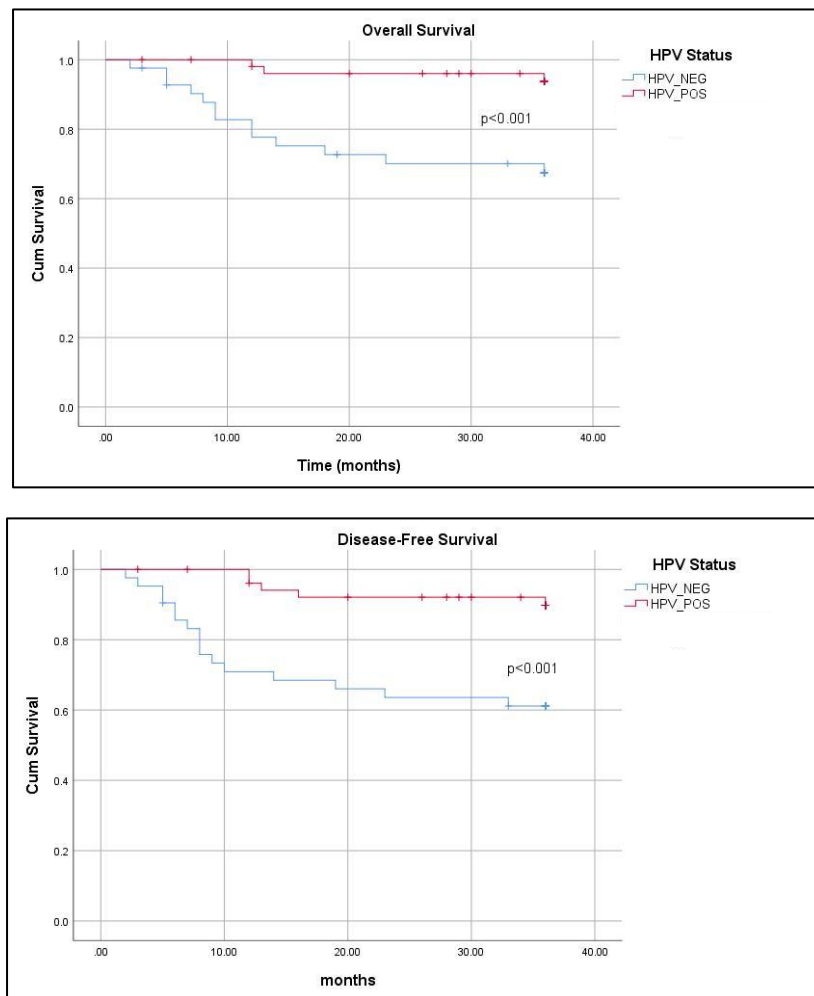 Overall Survival
HPV Status
HPV_NEG
HPV_POS
p<0.001
Cum Survival
1.0
0.8
0.6
0.4
0.2
0.0
.00 10.00 20.00 30.00 40.00
Time (months)
Disease-Free Survival
HPV Status
HPV_NEG
HPV_POS
p<0.001
Cum Survival
1.0
0.8
0.6
0.4
0.2
0.0
.00 10.00 20.00 30.00 40.00
months